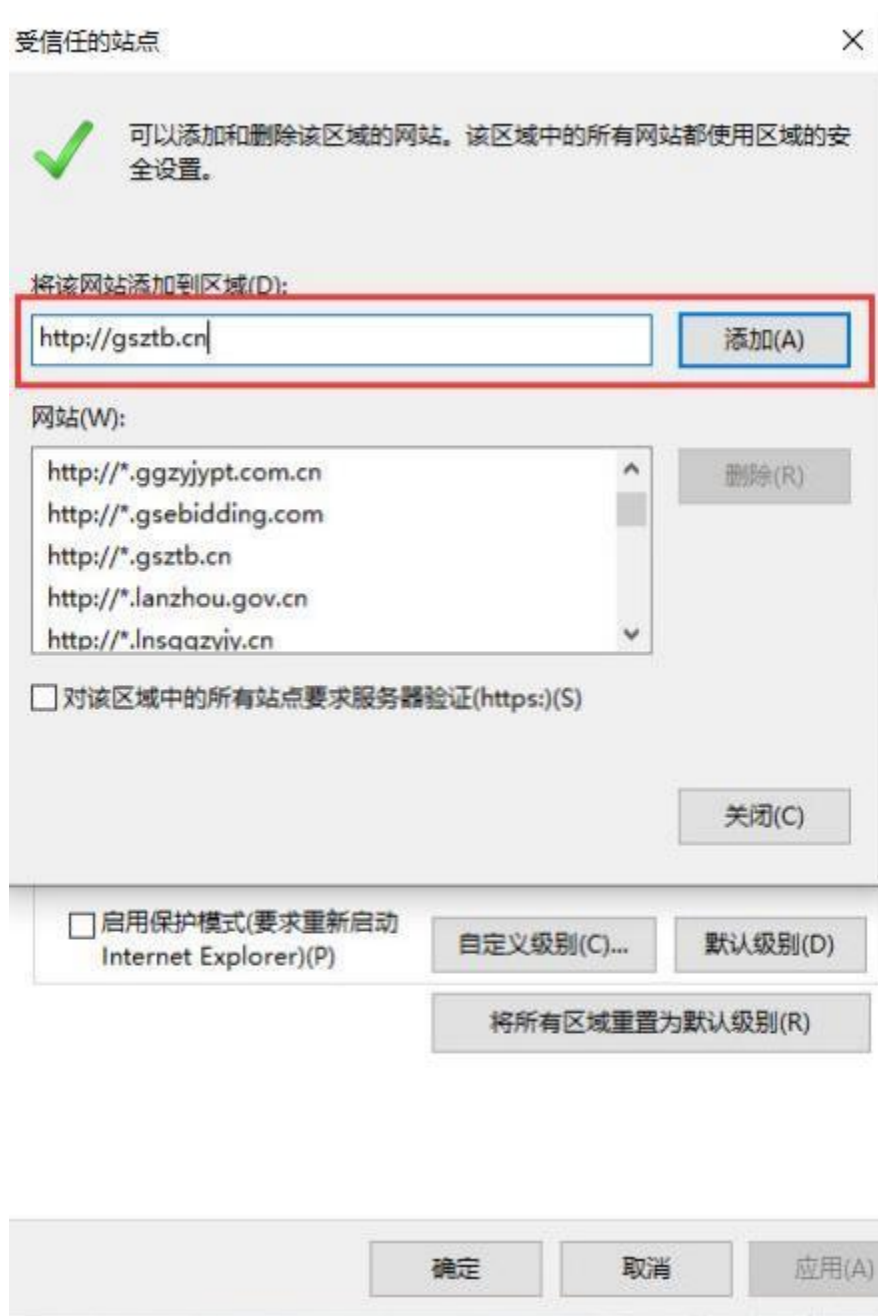 受信任的站点
可以添加和删除该区域的网站。该区域中的所有网站都使用区域的安
全设置。
将该网站添加到区域(D):
http://gsztb.cn
添加(A)
网站(W):
http://*.ggzyjypt.com.cn
删除(R)
http://*.gsebidding.com
http://*.gsztb.cn
http://*.lanzhou.gov.cn
http://*.lnsggzyjy.cn
对该区域中的所有站点要求服务器验证(https:)(S)
关闭(C)
启用保护模式(要求重新启动
Internet Explorer)(P)
自定义级别(C)...
默认级别(D)
将所有区域重置为默认级别(R)
确定
取消
应用(A)